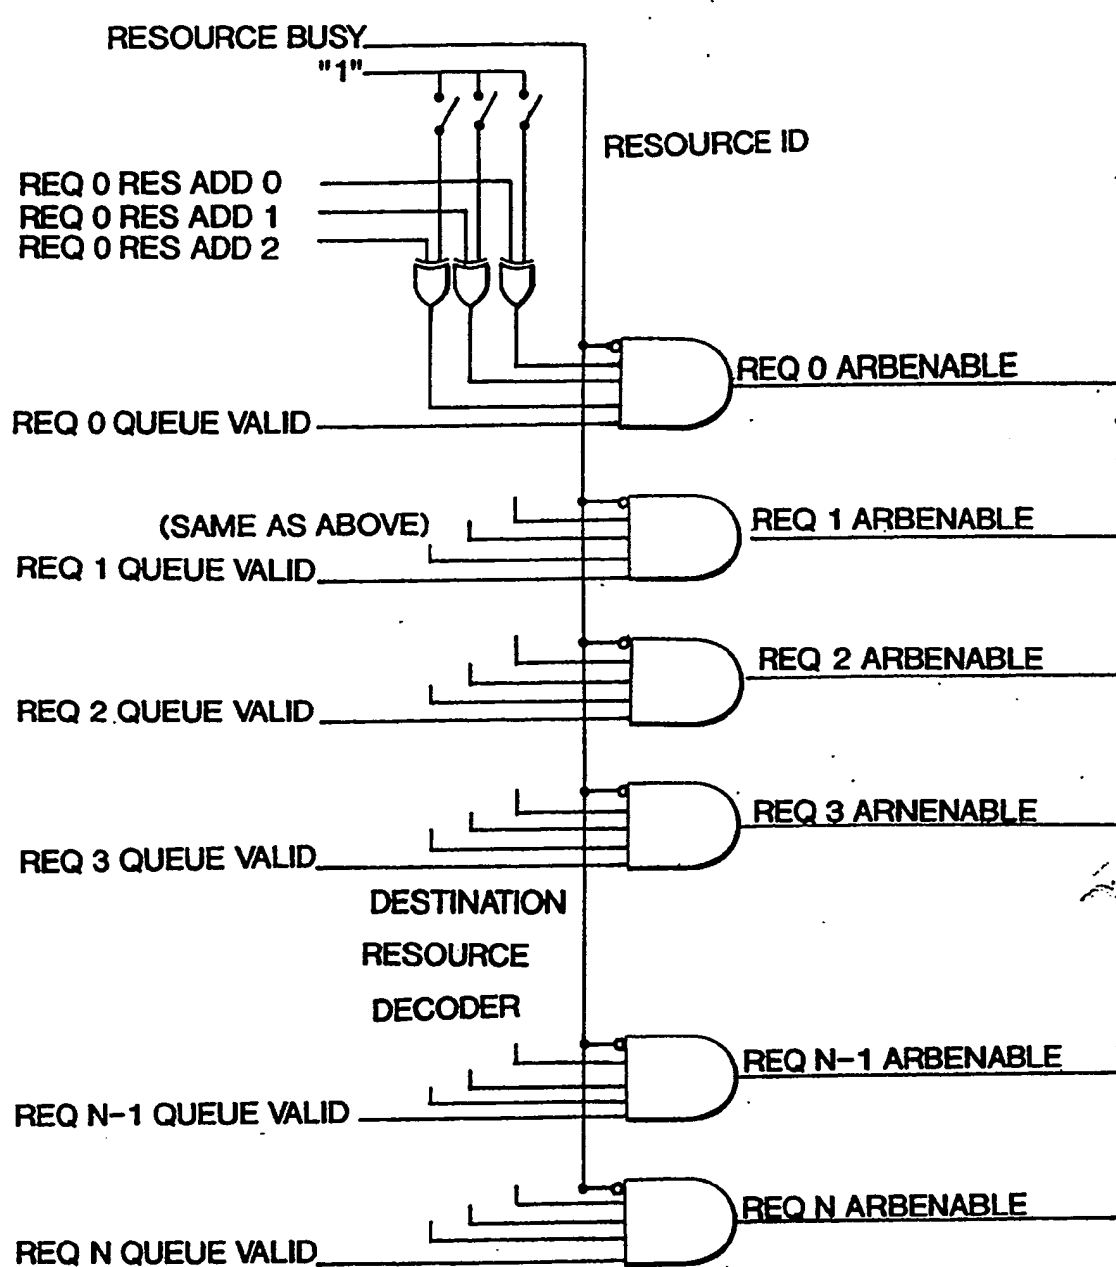 RESOURCE BUSY
"1"
RESOURCE ID
REQ 0 RES ADD 0
REQ 0 RES ADD 1
REQ 0 RES ADD 2
REQ 0 ARBENABLE
REQ 0 QUEUE VALID
(SAME AS ABOVE)
REQ 1 ARBENABLE
REQ 1 QUEUE VALID
REQ 2 ARBENABLE
REQ 2 QUEUE VALID
REQ 3 ARNENABLE
REQ 3 QUEUE VALID
DESTINATION
RESOURCE
DECODER
REQ N-1 ARBENABLE
REQ N-1 QUEUE VALID
REQ N ARBENABLE
REQ N QUEUE VALID